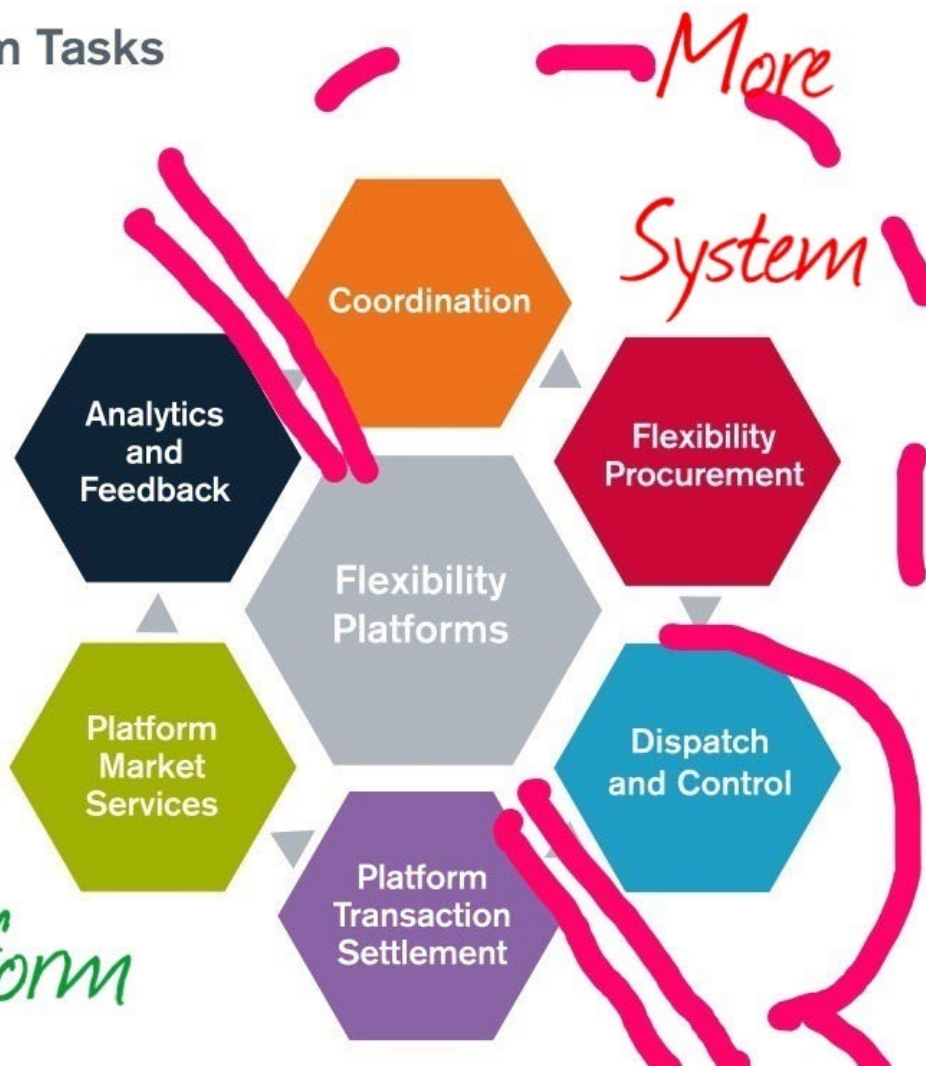 m Tasks
More
System
Coordination
Analytics
and
Feedback
Flexibility
Procurement
Flexibility
Platforms
Platform
Market
Services
Dispatch
and Control
Platform
Transaction
Settlement
orm